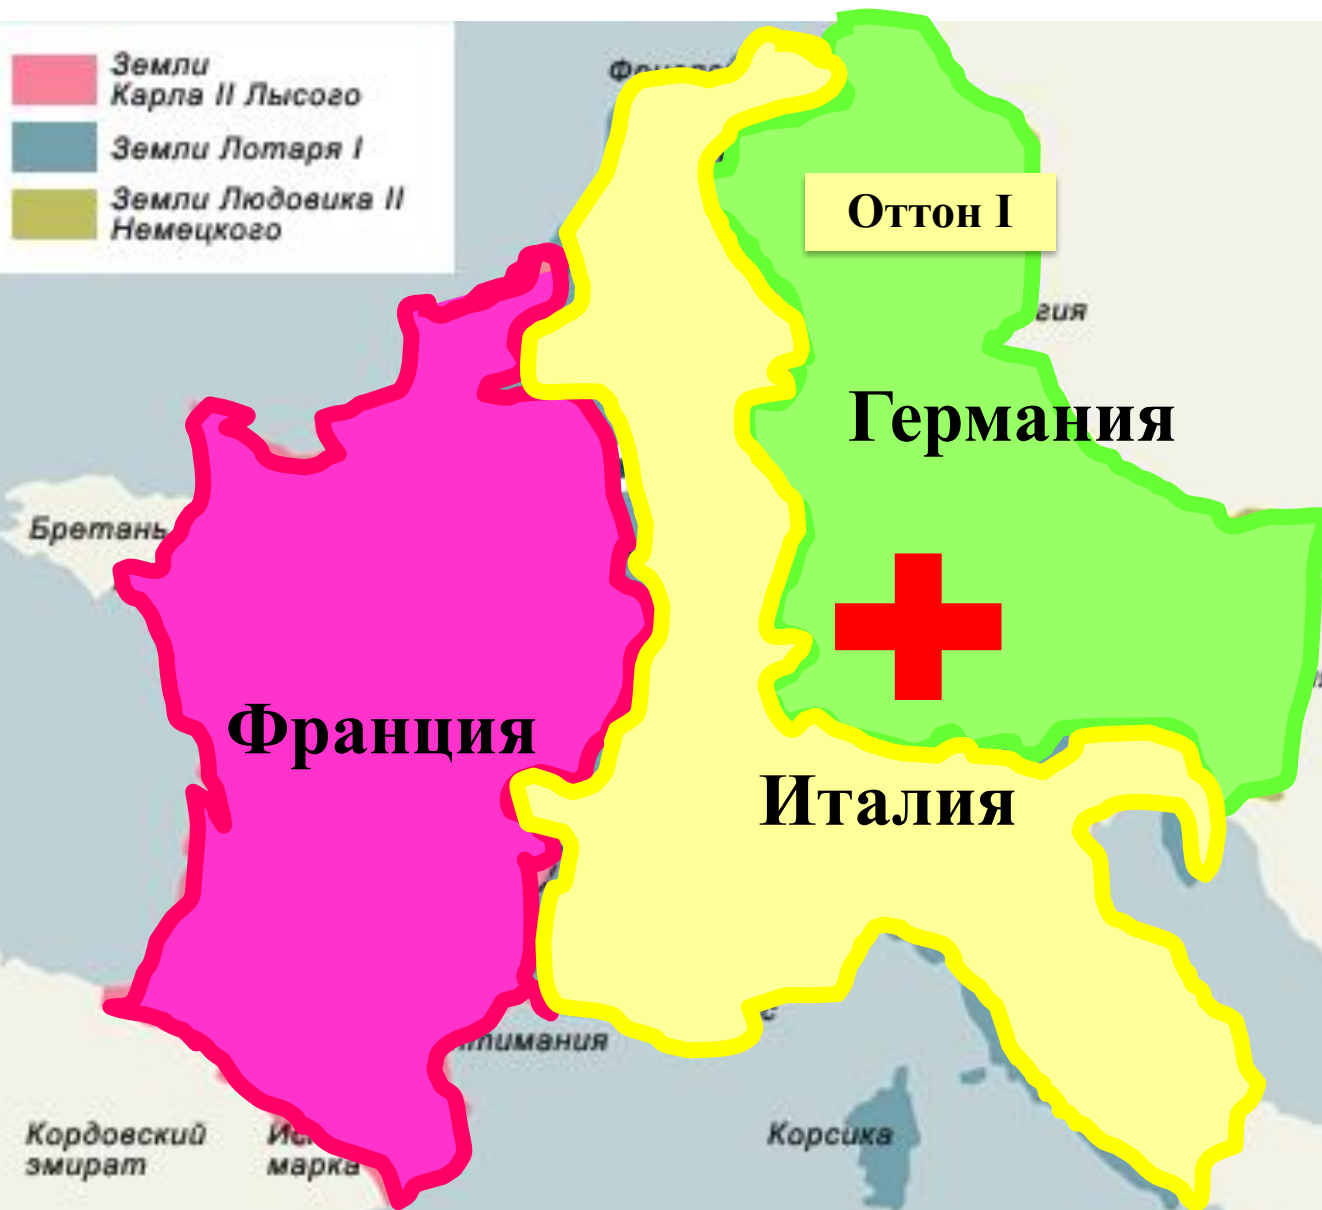 Земли
Карла II Лысого
Земли Лотаря I
Земли Людовика II
Немецкого
Оттон I
Германия
Бретань
Франция
Италия
Корсика
Кордовский
эмират
марка